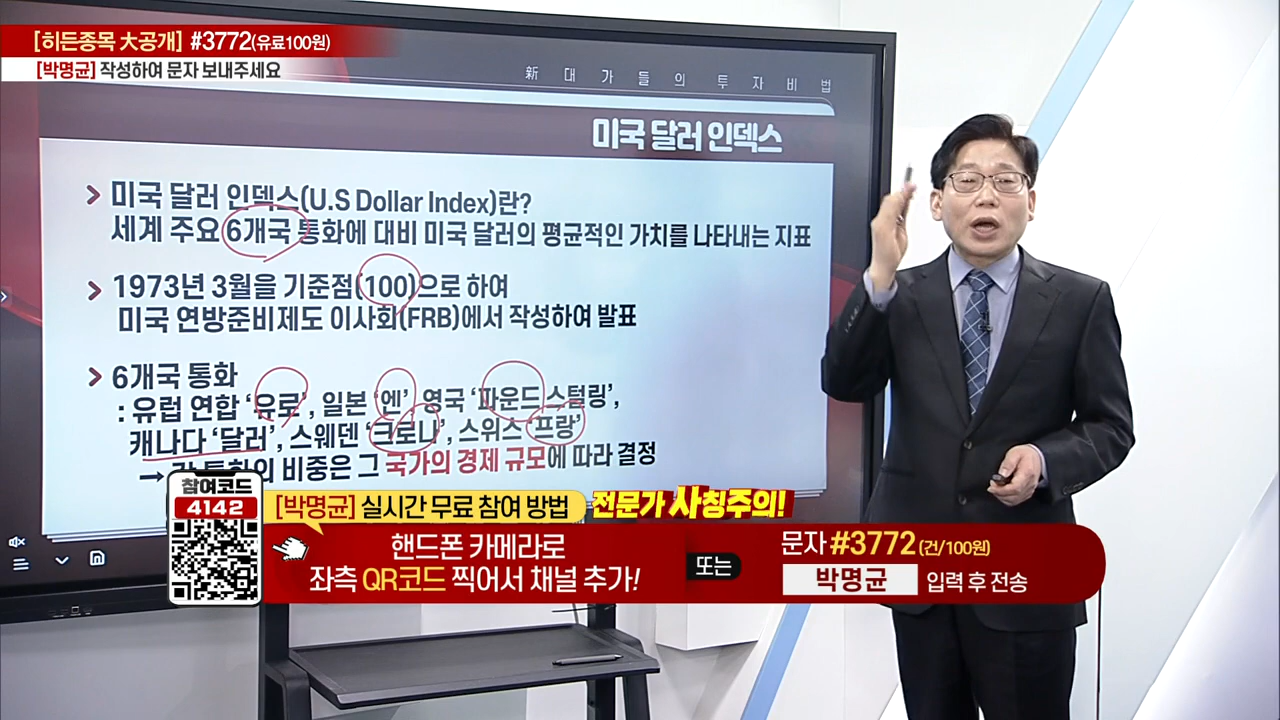 [히든종목 大공개] #3772(유료100원)
[박명균] 작성하여 문자 보내주세요
新 대 가 들 의 투 자 비 법
미국 달러 인덱스
미국 달러 인덱스(U.S Dollar Index)란?
세계 주요 6개국 통화에 대비 미국 달러의 평균적인 가치를 나타내는 지표
1973년 3월을 기준점(100)으로 하여
미국 연방준비제도 이사회(FRB)에서 작성하여 발표
6개국 통화
: 유럽 연합 ‘유로’, 일본 ‘엔’ 영국 ‘파운드 스털링’,
캐나다 ‘달러’, 스웨덴 ‘크로나’, 스위스 ‘프랑’
→ 각 통화의 비중은 그 국가의 경제 규모에 따라 결정
참여코드
4142
[박명균] 실시간 무료 참여 방법
전문가 사칭주의!
핸드폰 카메라로
좌측 QR코드 찍어서 채널 추가!
또는
문자 #3772 (건/100원)
박명균 입력 후 전송